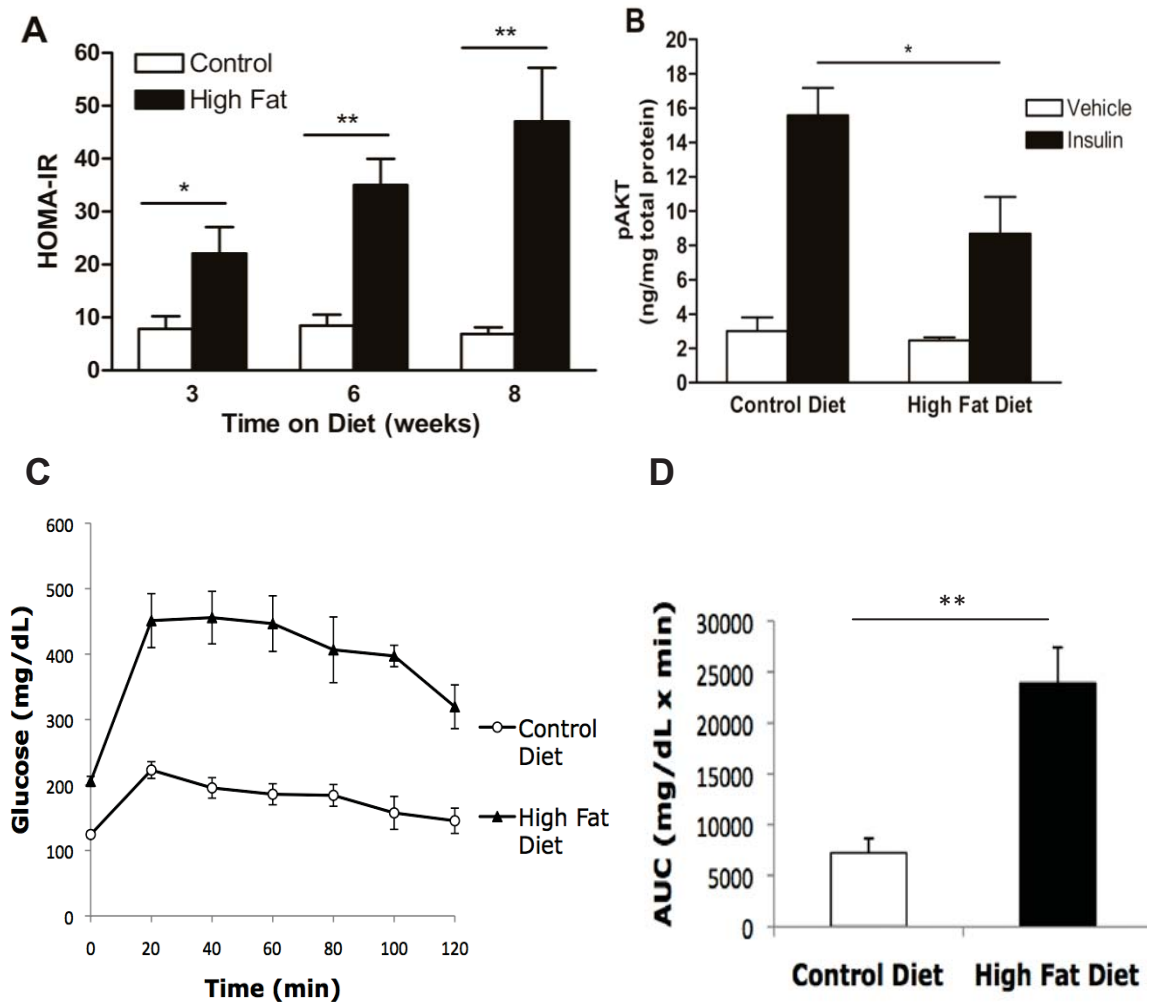 A
Control
High Fat
**
**
*
60
50
40
30
20
10
0
HOMA-IR
3 6 8
Time on Diet (weeks)
B
*
Vehicle
Insulin
20
18
16
14
12
10
8
6
4
2
0
pAKT
(ng/mg total protein)
Control Diet High Fat Diet
C
600
500
400
300
200
100
0
Glucose (mg/dL)
0 20 40 60 80 100 120
Time (min)
Control
Diet
High Fat
Diet
D
**
30000
25000
20000
15000
10000
5000
0
AUC (mg/dL x min)
Control Diet High Fat Diet